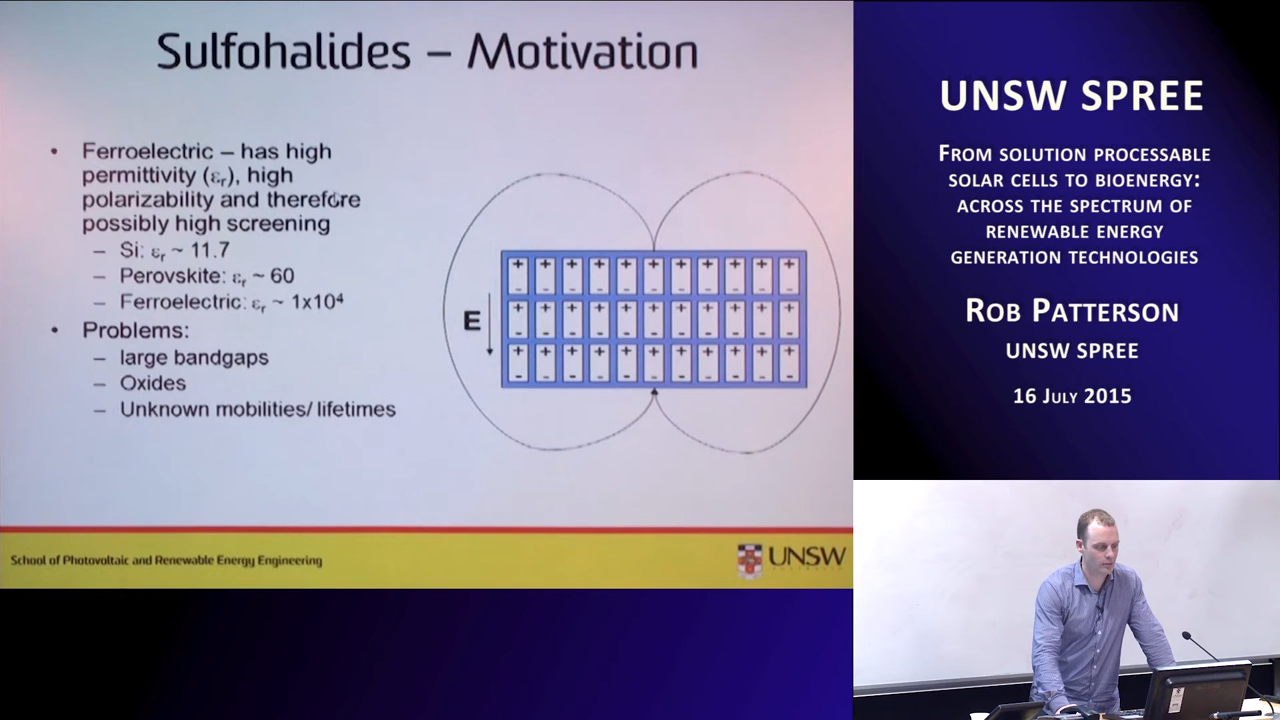 Sulfohalides – Motivation
• Ferroelectric – has high
permittivity (εr), high
polarizability and therefore
possibly high screening
– Si: εr ~ 11.7
– Perovskite: εr ~ 60
– Ferroelectric: εr ~ 1x10⁴
• Problems:
– large bandgaps
– Oxides
– Unknown mobilities/ lifetimes
E
+ + + + + + + + + + +
- - - - - - - - - - -
+ + + + + + + + + + +
- - - - - - - - - - -
+ + + + + + + + + + +
- - - - - - - - - - -
School of Photovoltaic and Renewable Energy Engineering
UNSW
UNSW SPREE
From solution processable
solar cells to bioenergy:
across the spectrum of
renewable energy
generation technologies
Rob Patterson
UNSW SPREE
16 July 2015